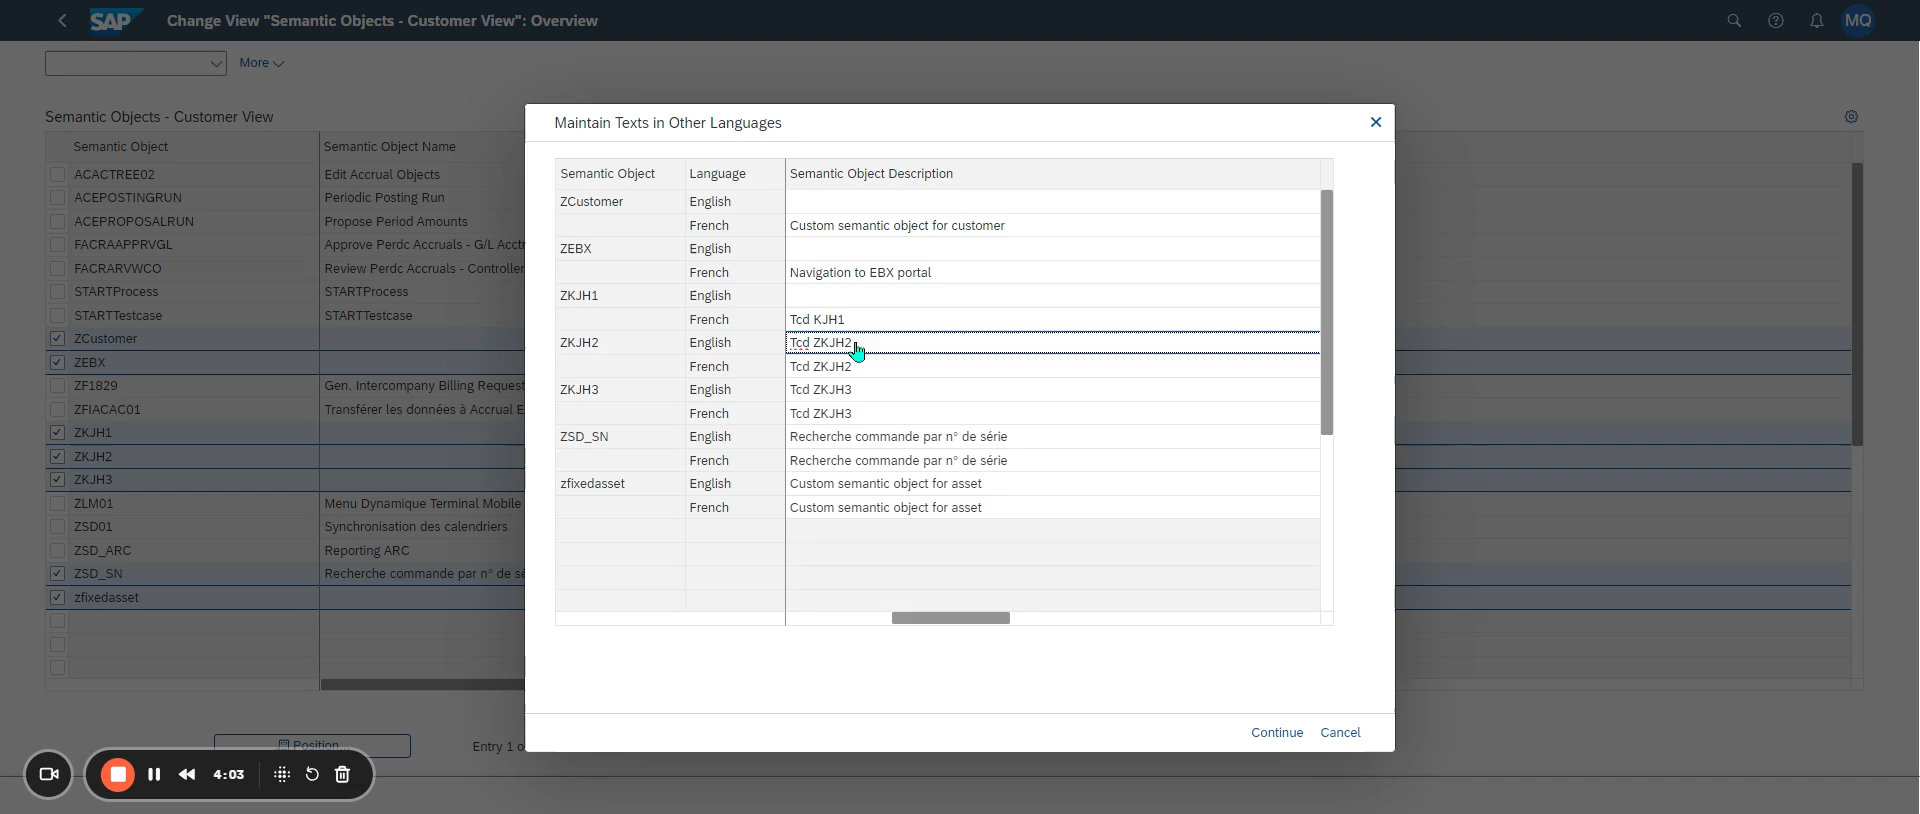 SAP Change View "Semantic Objects - Customer View": Overview MQ
More
Semantic Objects - Customer View
Semantic Object Semantic Object Name
ACACTREE02 Edit Accrual Objects
ACEPOSTINGRUN Periodic Posting Run
ACEPROPOSALRUN Propose Period Amounts
FACRAAPPRVGL Approve Perdc Accruals - G/L Acct
FACRARVWCO Review Perdc Accruals - Controller
STARTProcess STARTProcess
STARTTestcase STARTTestcase
ZCustomer
ZEBX
ZF1829 Gen. Intercompany Billing Request
ZFIACAC01 Transférer les données à Accrual E
ZKJH1
ZKJH2
ZKJH3
ZLM01 Menu Dynamique Terminal Mobile
ZSD01 Synchronisation des calendriers
ZSD_ARC Reporting ARC
ZSD_SN Recherche commande par n° de sé
zfixedasset
Position... Entry 1 o
4:03
Maintain Texts in Other Languages
Semantic Object Language Semantic Object Description
ZCustomer English
French Custom semantic object for customer
ZEBX English
French Navigation to EBX portal
ZKJH1 English
French Tcd KJH1
ZKJH2 English Tcd ZKJH2
French Tcd ZKJH2
ZKJH3 English Tcd ZKJH3
French Tcd ZKJH3
ZSD_SN English Recherche commande par n° de série
French Recherche commande par n° de série
zfixedasset English Custom semantic object for asset
French Custom semantic object for asset
Continue Cancel